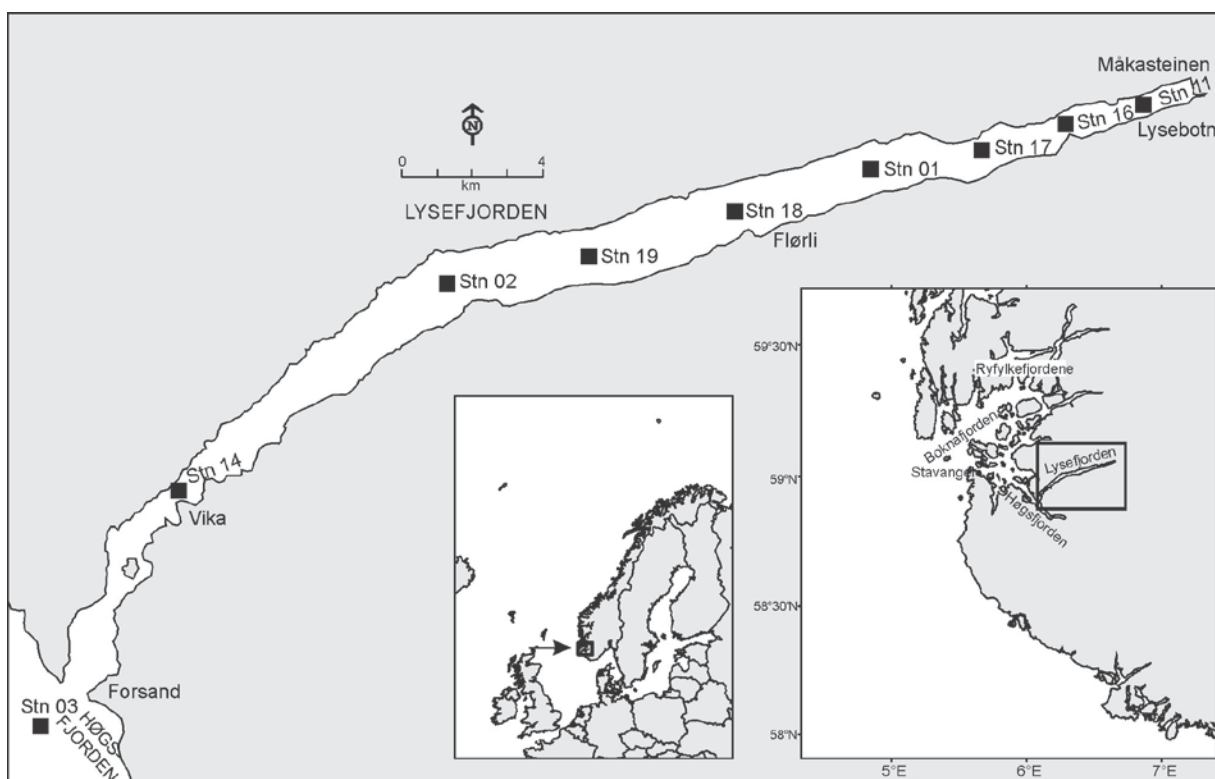 Måkasteinen
Stn 11
Stn 16
Lysebotn
Stn 17
Stn 01
N
0 4
km
LYSEFJORDEN
Stn 18
Flørli
Stn 19
Stn 02
Stn 14
Vika
Forsand
Stn 03
HØGS
FJORDEN
59°30'N
Ryfylkefjordene
Boknafjorden
Lysefjorden
Stavanger
59°N
Høgsfjorden
58°30'N
58°N
5°E 6°E 7°E